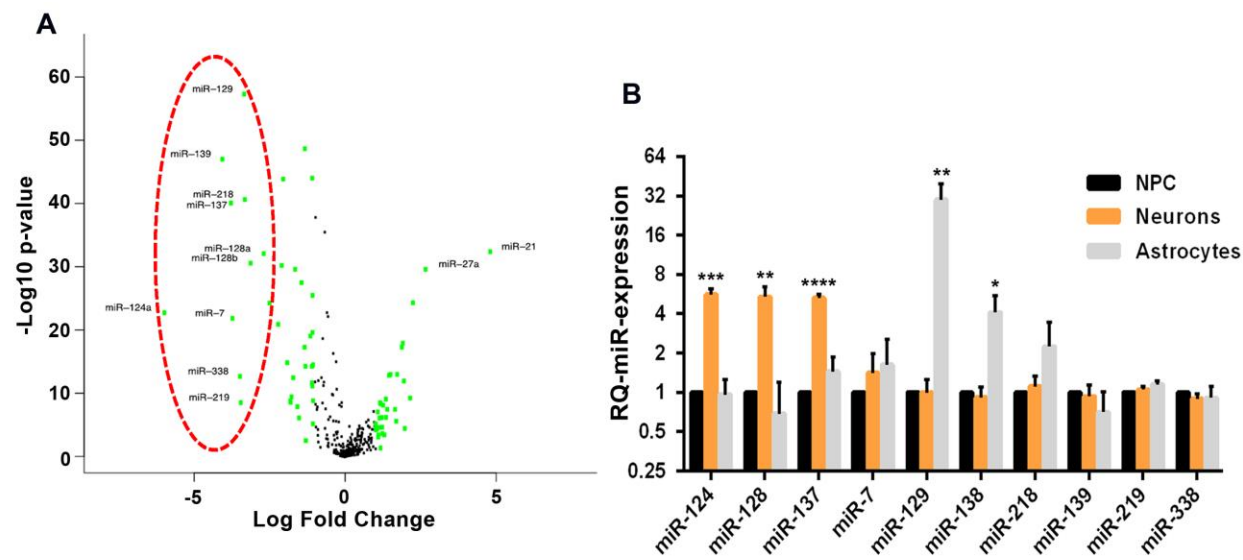 A
-Log10 p-value
60
50
40
30
20
10
0
miR-129
miR-139
miR-218
miR-137
miR-128a
miR-128b
miR-124a
miR-7
miR-338
miR-219
miR-21
miR-27a
-5
0
5
Log Fold Change
B
RQ-miR-expression
64
32
16
8
4
2
1
0.5
0.25
***
**
****
**
*
NPC
Neurons
Astrocytes
miR-124
miR-128
miR-137
miR-7
miR-129
miR-138
miR-218
miR-139
miR-219
miR-338